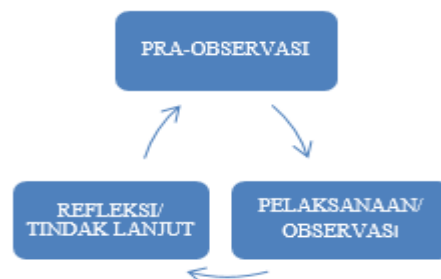 PRA-OBSERVASI
PELAKSANAAN/
OBSERVASI
REFLEKSI/
TINDAK LANJUT